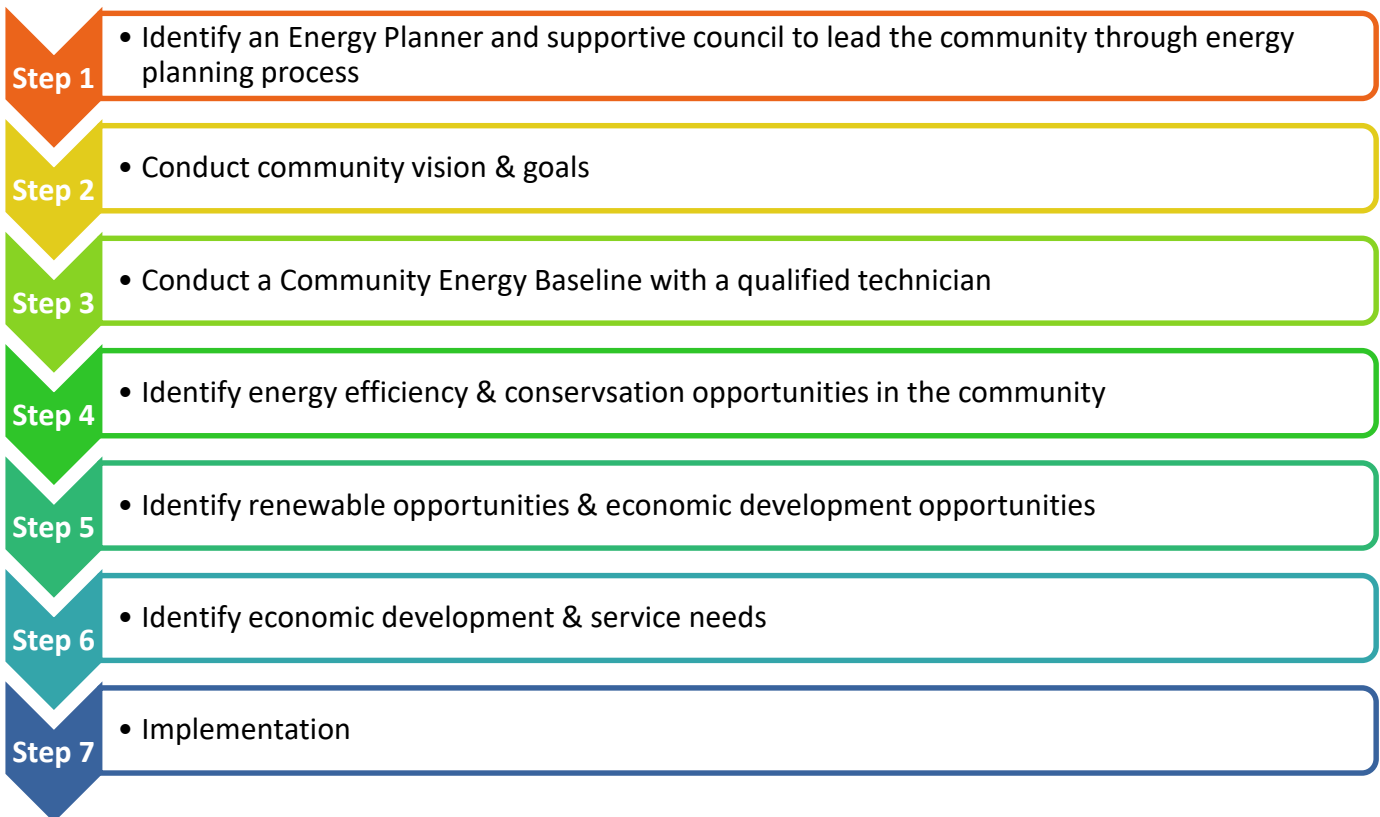 Step 1
• Identify an Energy Planner and supportive council to lead the community through energy
planning process
Step 2
• Conduct community vision & goals
Step 3
• Conduct a Community Energy Baseline with a qualified technician
Step 4
• Identify energy efficiency & conservsation opportunities in the community
Step 5
• Identify renewable opportunities & economic development opportunities
Step 6
• Identify economic development & service needs
Step 7
• Implementation